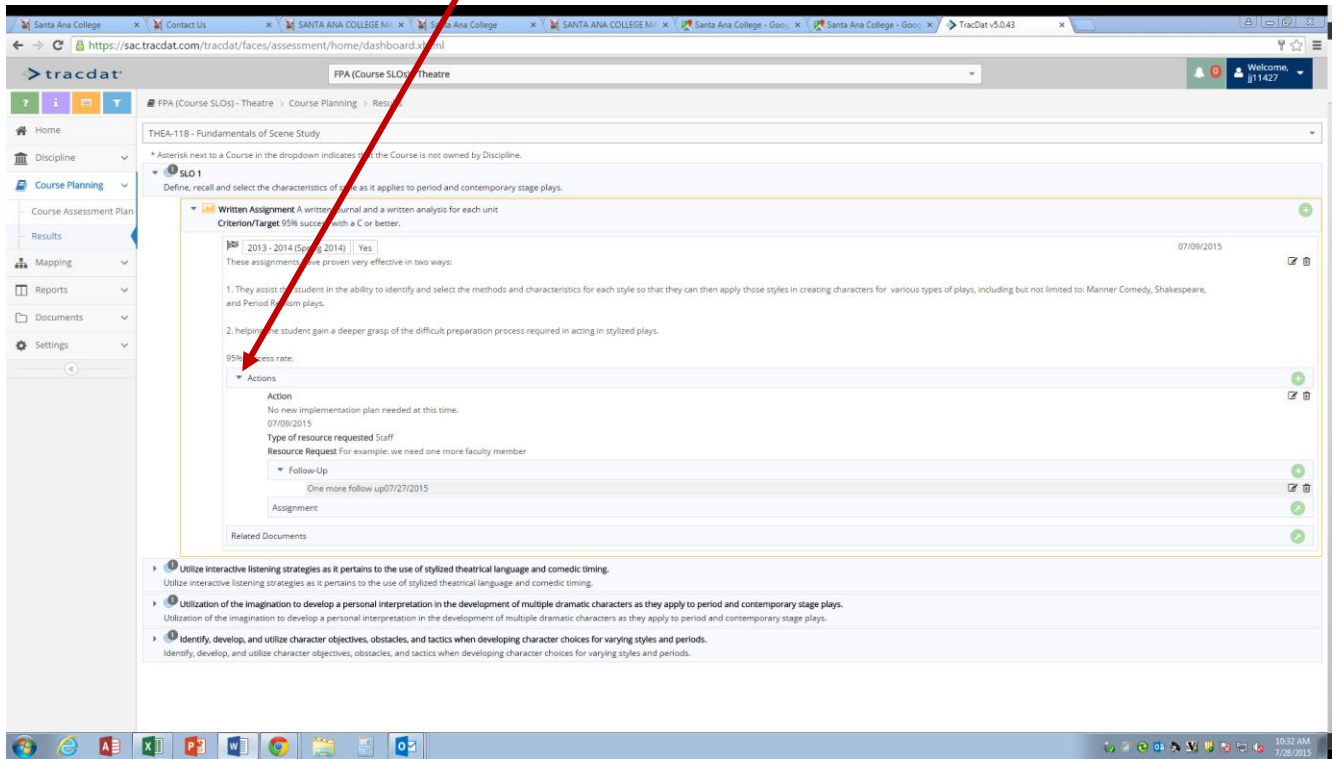 Santa Ana College
Contact Us
SANTA ANA COLLEGE MA
Santa Ana College
SANTA ANA COLLEGE MA
Santa Ana College - Goog
Santa Ana College - Goog
TracDat v5.0.43
https://sac.tracdat.com/tracdat/faces/assessment/home/dashboard.
tracdat
FPA (Course SLOs) Theatre
0
Welcome,
jj11427
? i
FPA (Course SLOs) - Theatre > Course Planning > Results
Home
Discipline
Course Planning
Course Assessment Plan
Results
Mapping
Reports
Documents
Settings
THEA-118 - Fundamentals of Scene Study
* Asterisk next to a Course in the dropdown indicates that the Course is not owned by Discipline.
1 SLO 1
Define, recall and select the characteristics of style as it applies to period and contemporary stage plays.
Written Assignment A written journal and a written analysis for each unit
Criterion/Target 95% success with a C or better.
2013 - 2014 (Spring 2014) Yes 07/09/2015
These assignments have proven very effective in two ways:
1. They assist the student in the ability to identify and select the methods and characteristics for each style so that they can then apply those styles in creating characters for various types of plays, including but not limited to: Manner Comedy, Shakespeare,
and Period Realism plays.
2. helping the student gain a deeper grasp of the difficult preparation process required in acting in stylized plays.
95% success rate.
Actions
Action
No new implementation plan needed at this time.
07/09/2015
Type of resource requested Staff
Resource Request For example: we need one more faculty member
Follow-Up
One more follow up07/27/2015
Assignment
Related Documents
1 Utilize interactive listening strategies as it pertains to the use of stylized theatrical language and comedic timing.
Utilize interactive listening strategies as it pertains to the use of stylized theatrical language and comedic timing.
1 Utilization of the imagination to develop a personal interpretation in the development of multiple dramatic characters as they apply to period and contemporary stage plays.
Utilization of the imagination to develop a personal interpretation in the development of multiple dramatic characters as they apply to period and contemporary stage plays.
1 Identify, develop, and utilize character objectives, obstacles, and tactics when developing character choices for varying styles and periods.
Identify, develop, and utilize character objectives, obstacles, and tactics when developing character choices for varying styles and periods.
10:32 AM
7/28/2015